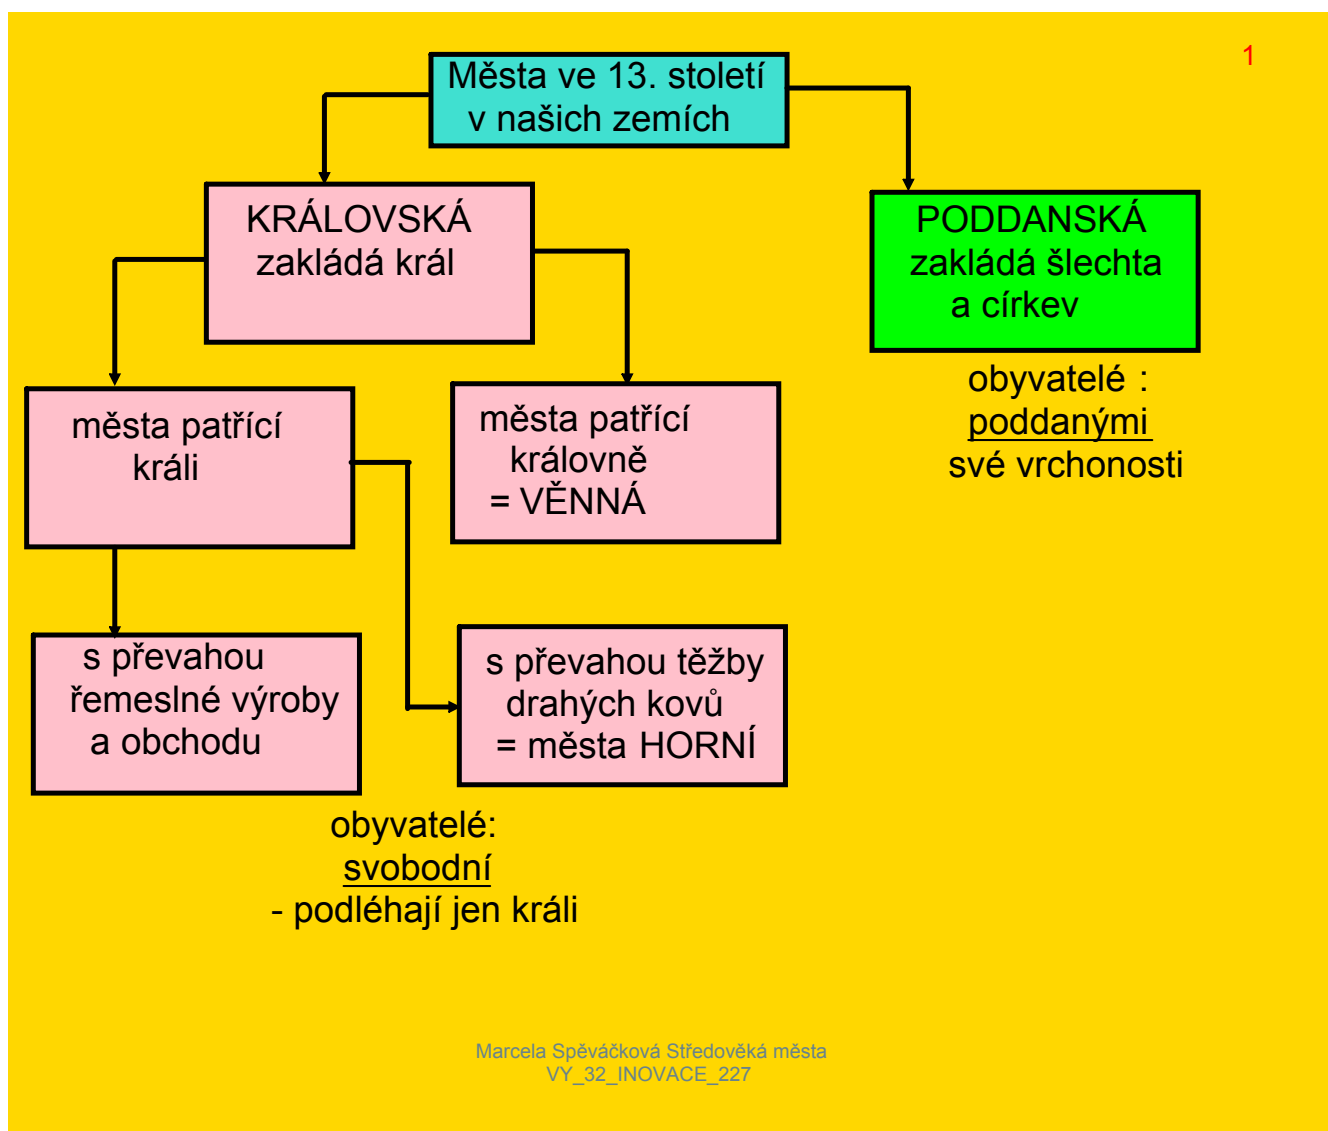 1
Města ve 13. století
v našich zemích
KRÁLOVSKÁ
zakládá král
PODDANSKÁ
zakládá šlechta
a církev
obyvatelé :
poddanými
své vrchonosti
města patřící
králi
města patřící
královně
= VĚNNÁ
s převahou
řemeslné výroby
a obchodu
s převahou těžby
drahých kovů
= města HORNÍ
obyvatelé:
svobodní
- podléhají jen králi
Marcela Spěváčková Středověká města
VY_32_INOVACE_227